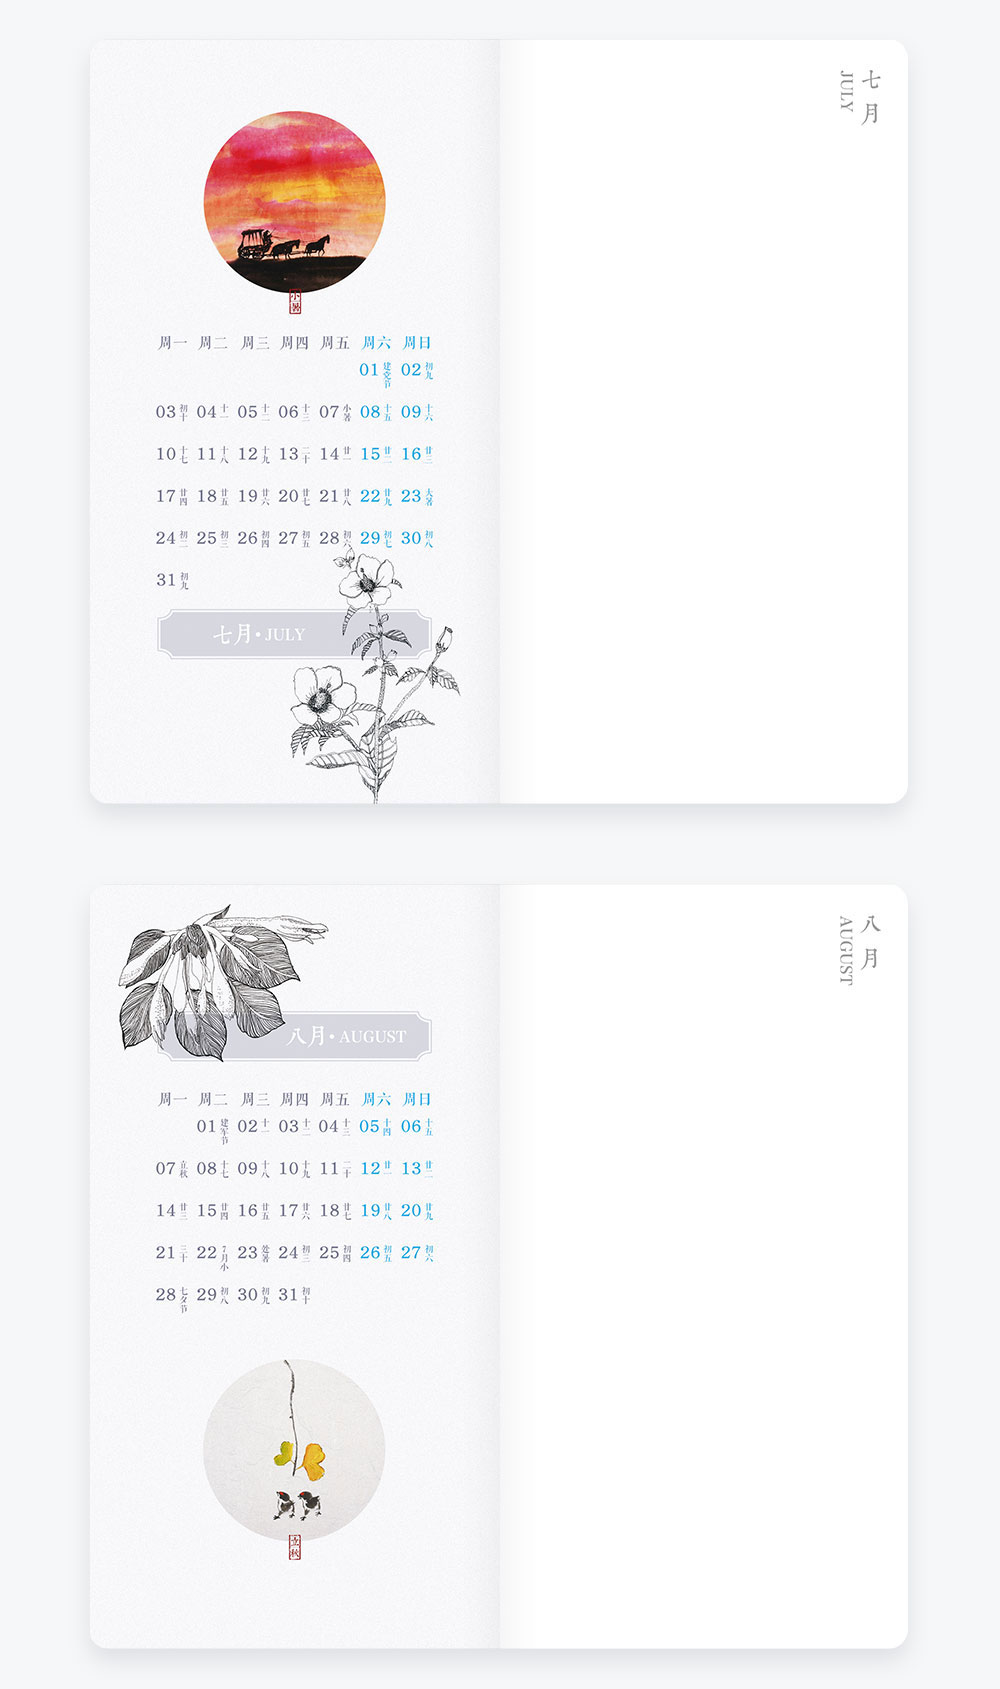 七月
JULY
小暑
周一 周二 周三 周四 周五 周六 周日
01 建党节 02 初九
03 初十 04 十一 05 十二 06 十三 07 小暑 08 十五 09 十六
10 十七 11 十八 12 十九 13 二十 14 廿一 15 廿二 16 廿三
17 廿四 18 廿五 19 廿六 20 廿七 21 廿八 22 廿九 23 大暑
24 初二 25 初三 26 初四 27 初五 28 初六 29 初七 30 初八
31 初九
七月•JULY
八月
AUGUST
八月•AUGUST
周一 周二 周三 周四 周五 周六 周日
01 建军节 02 十一 03 十二 04 十三 05 十四 06 十五
07 立秋 08 十七 09 十八 10 十九 11 二十 12 廿一 13 廿二
14 廿三 15 廿四 16 廿五 17 廿六 18 廿七 19 廿八 20 廿九
21 三十 22 7月小 23 处暑 24 初三 25 初四 26 初五 27 初六
28 七夕节 29 初八 30 初九 31 初十
立秋